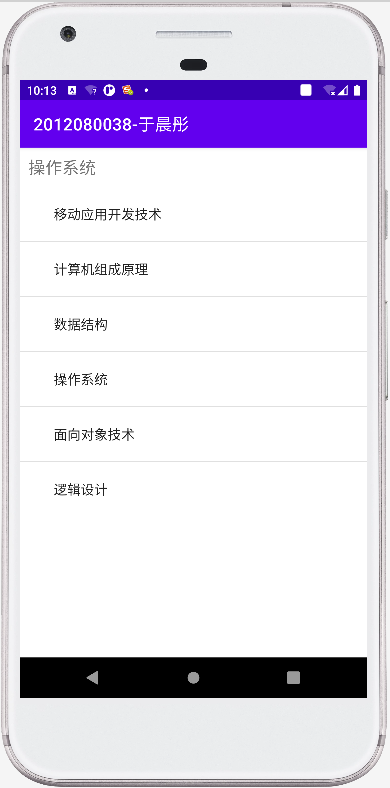 10:13
2012080038-于晨彤
操作系统
移动应用开发技术
计算机组成原理
数据结构
操作系统
面向对象技术
逻辑设计